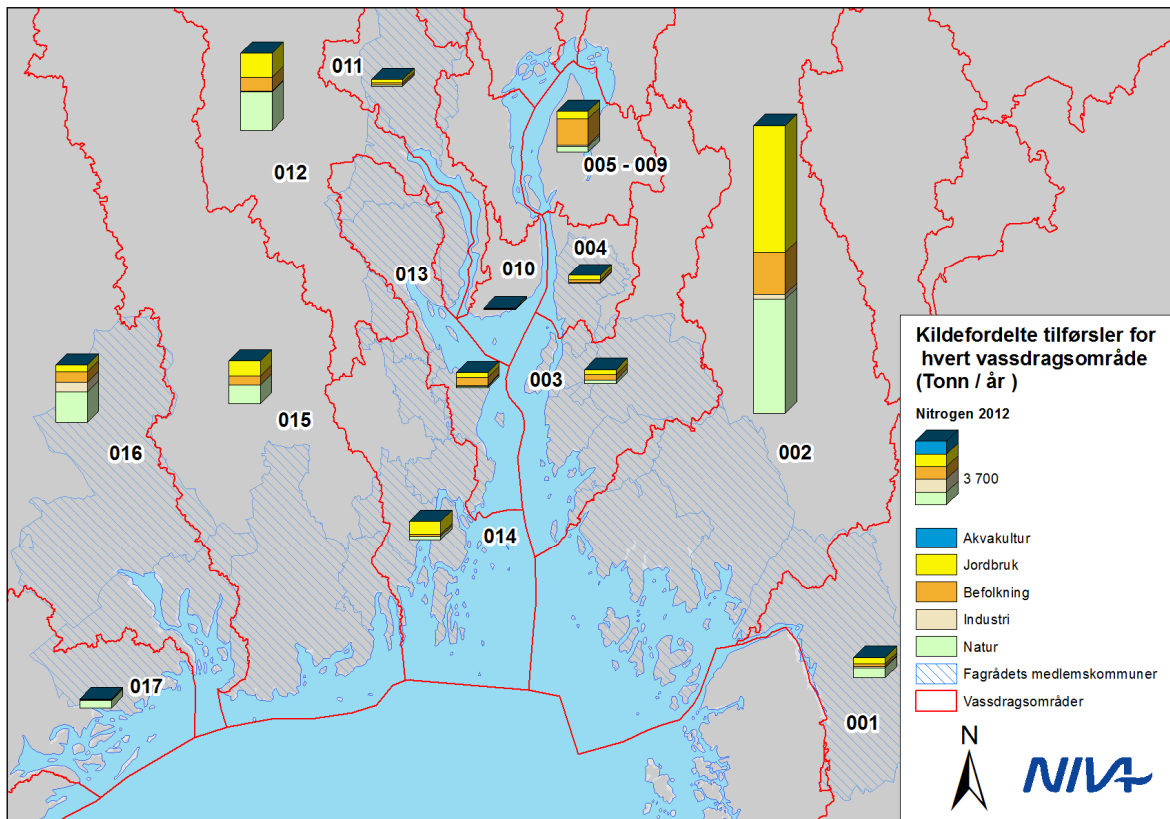 011
012
005 - 009
004
010
013
003
015
016
002
014
017
001
Kildefordelte tilførsler for
hvert vassdragsområde
(Tonn / år )
Nitrogen 2012
3 700
Akvakultur
Jordbruk
Befolkning
Industri
Natur
Fagrådets medlemskommuner
Vassdragsområder
N
NIVA